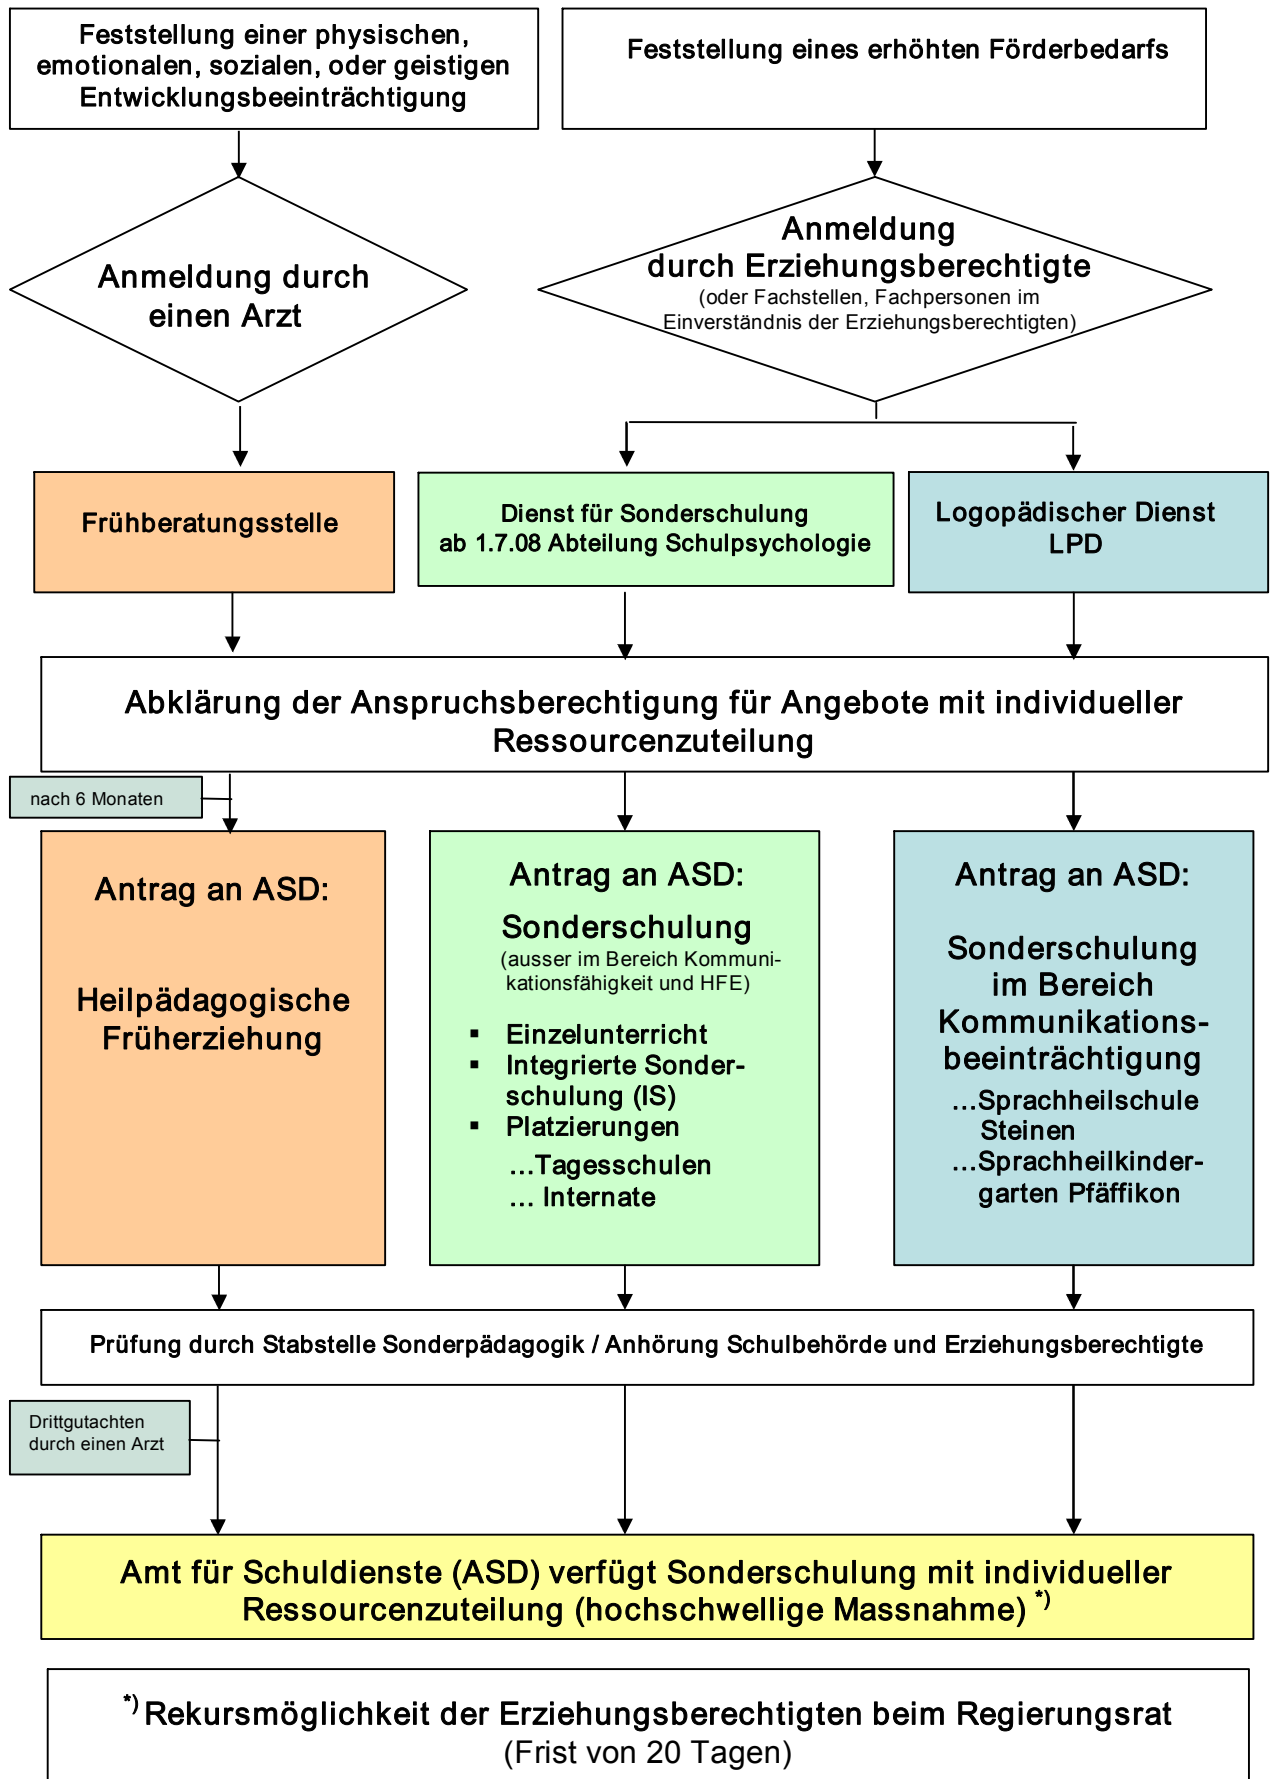 Feststellung einer physischen,
emotionalen, sozialen, oder geistigen
Entwicklungsbeeinträchtigung
Feststellung eines erhöhten Förderbedarfs
Anmeldung durch
einen Arzt
Anmeldung
durch Erziehungsberechtigte
(oder Fachstellen, Fachpersonen im
Einverständnis der Erziehungsberechtigten)
Frühberatungsstelle
Dienst für Sonderschulung
ab 1.7.08 Abteilung Schulpsychologie
Logopädischer Dienst
LPD
Abklärung der Anspruchsberechtigung für Angebote mit individueller
Ressourcenzuteilung
nach 6 Monaten
Antrag an ASD:
Heilpädagogische
Früherziehung
Antrag an ASD:
Sonderschulung
(ausser im Bereich Kommuni-
kationsfähigkeit und HFE)
▪ Einzelunterricht
▪ Integrierte Sonder-
schulung (IS)
▪ Platzierungen
...Tagesschulen
... Internate
Antrag an ASD:
Sonderschulung
im Bereich
Kommunikations-
beeinträchtigung
...Sprachheilschule
Steinen
...Sprachheilkinder-
garten Pfäffikon
Prüfung durch Stabstelle Sonderpädagogik / Anhörung Schulbehörde und Erziehungsberechtigte
Drittgutachten
durch einen Arzt
Amt für Schuldienste (ASD) verfügt Sonderschulung mit individueller
Ressourcenzuteilung (hochschwellige Massnahme) *)
*) Rekursmöglichkeit der Erziehungsberechtigten beim Regierungsrat
(Frist von 20 Tagen)